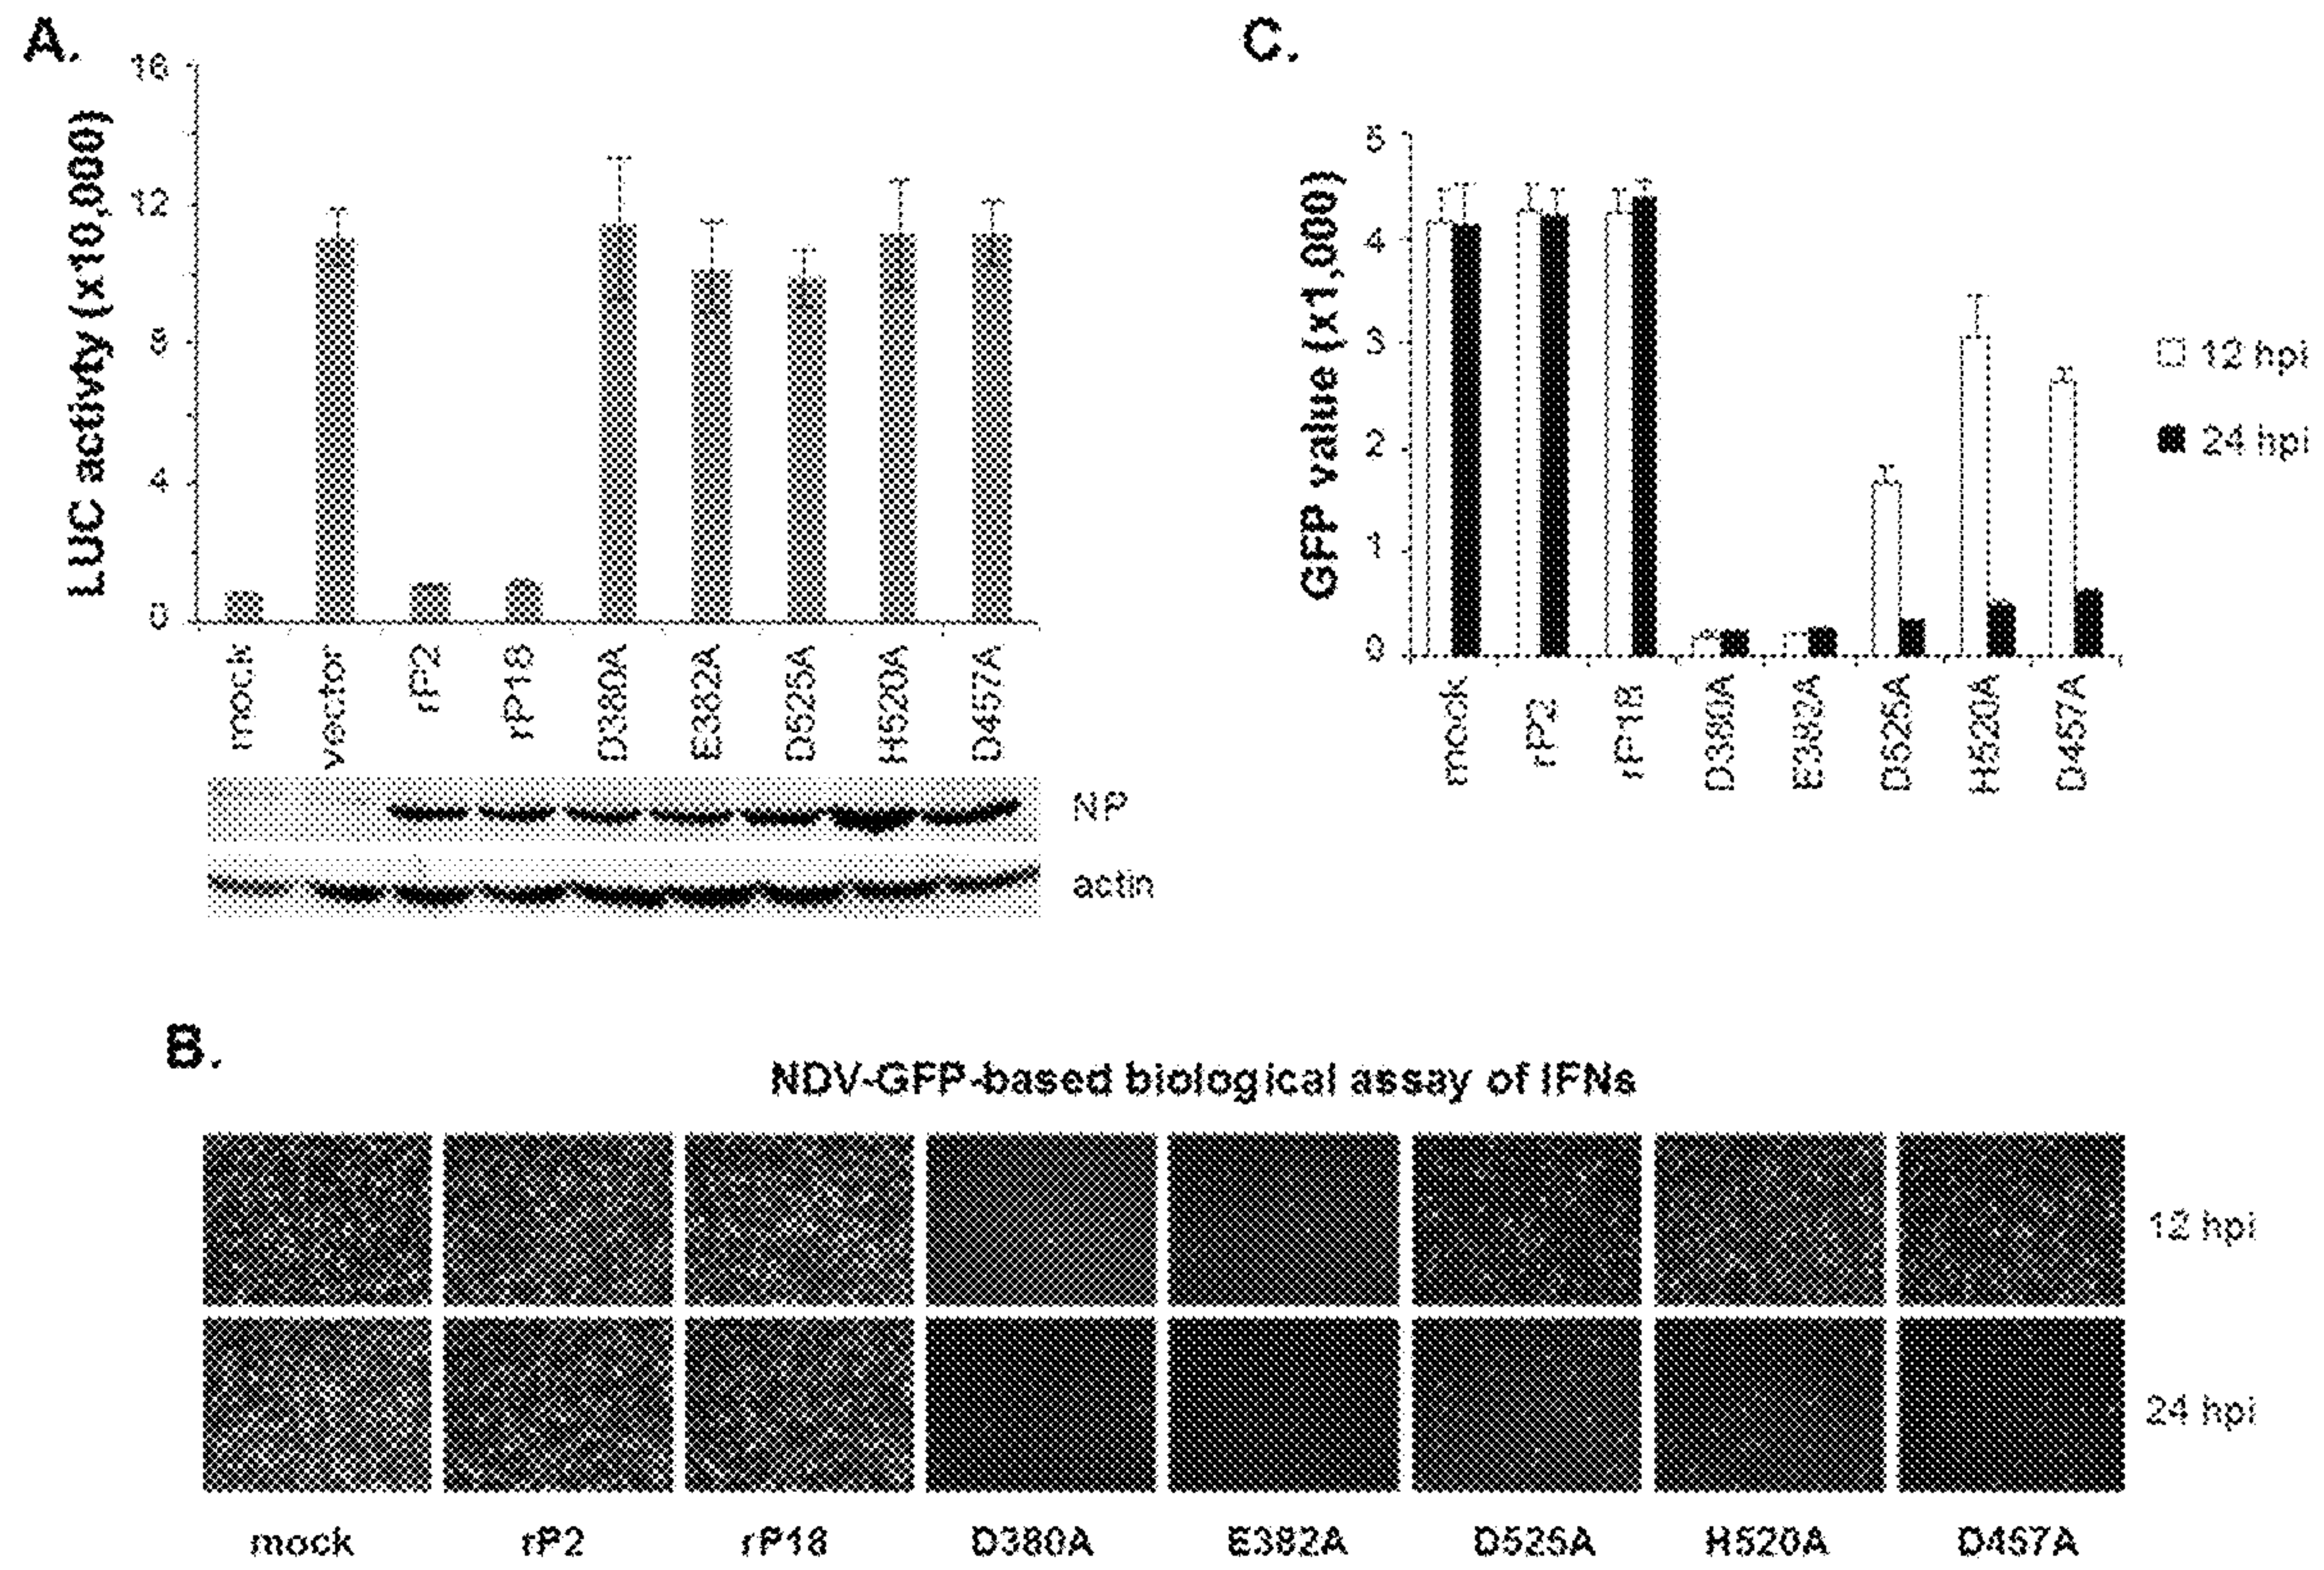 A.
LUC activity (x10,000)
16
12
8
4
0
mock
vector
rP2
rP18
D380A
E382A
D525A
H520A
D457A
NP
actin
C.
GFP value (x1,000)
5
4
3
2
1
0
mock
rP2
rP18
D380A
E382A
D525A
H520A
D457A
12 hpi
24 hpi
B.
NDV-GFP-based biological assay of IFNs
12 hpi
24 hpi
mock rP2 rP18 D380A E382A D525A H520A D457A